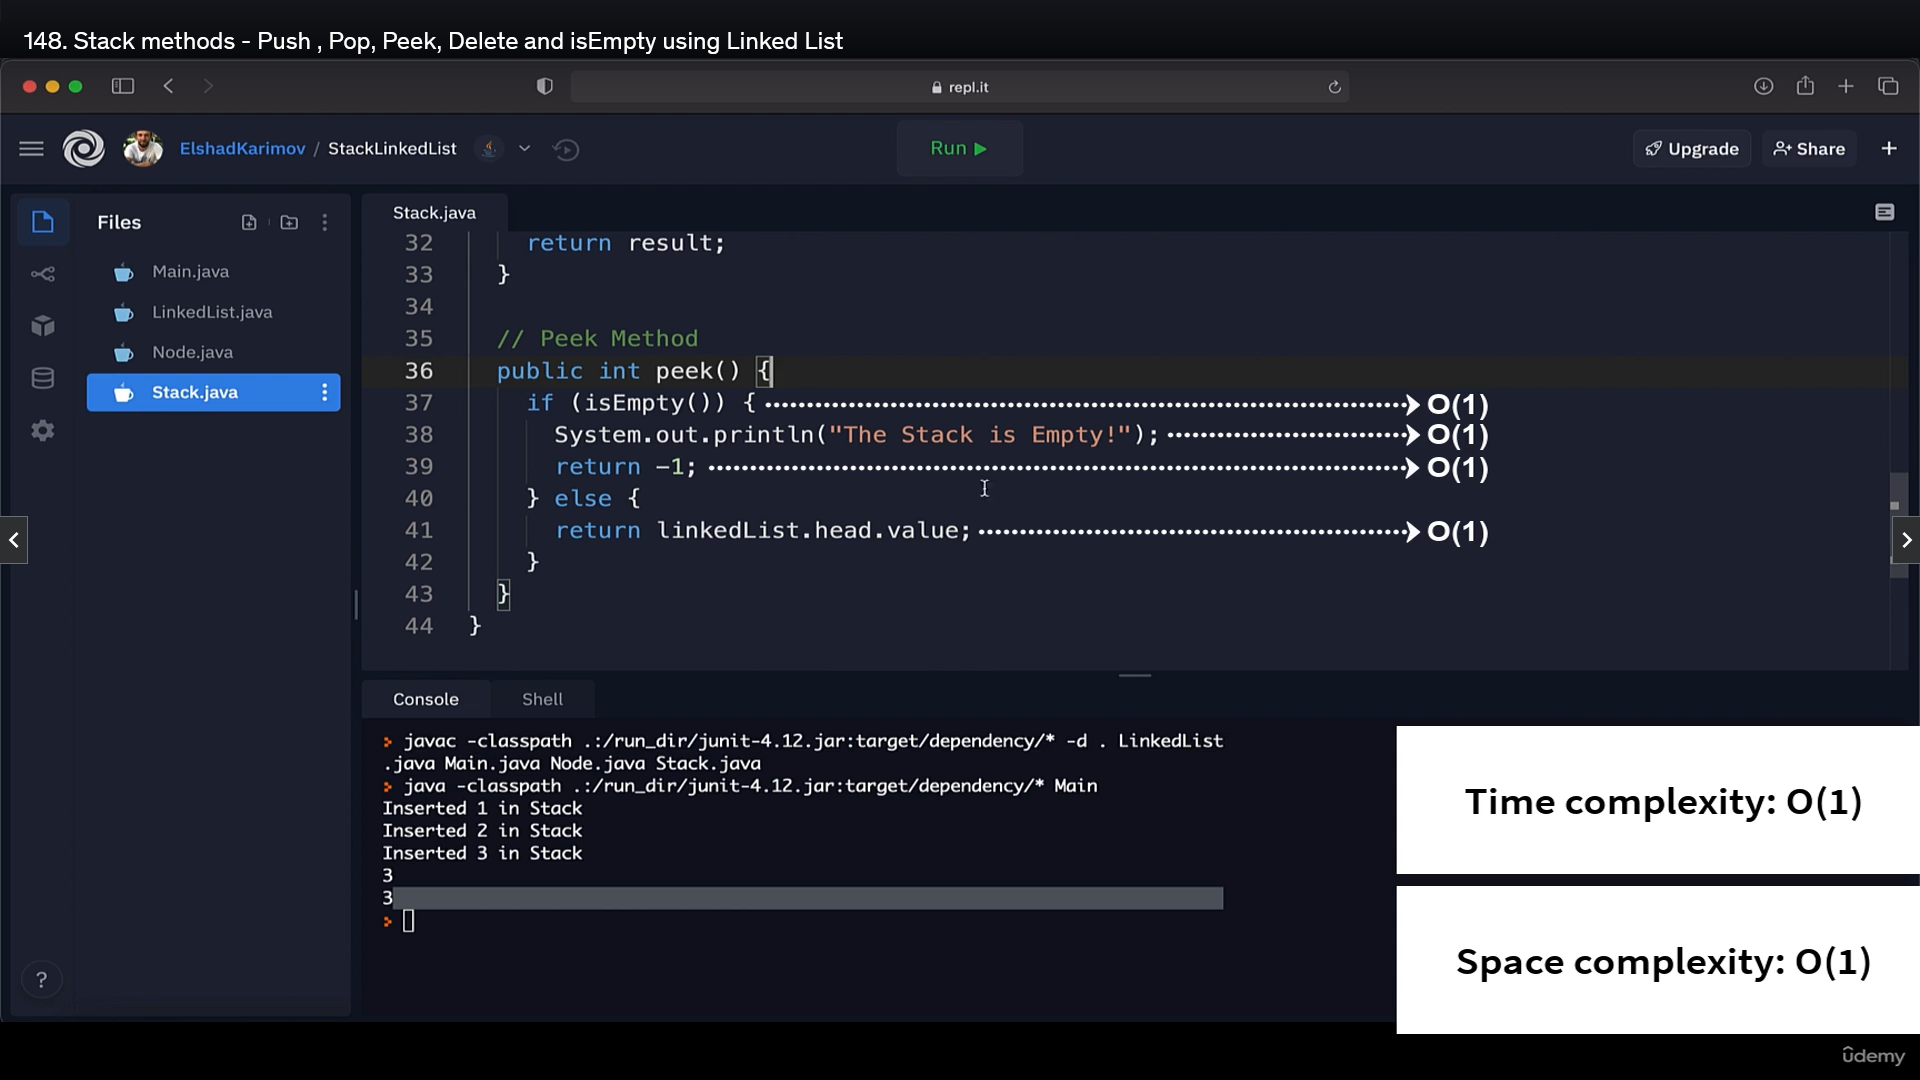 148. Stack methods - Push , Pop, Peek, Delete and isEmpty using Linked List
repl.it
ElshadKarimov / StackLinkedList
Run
Upgrade
Share
Files
Main.java
LinkedList.java
Node.java
Stack.java
Stack.java
32 return result;
33 }
34
35 // Peek Method
36 public int peek() {
37 if (isEmpty()) { O(1)
38 System.out.println("The Stack is Empty!"); O(1)
39 return -1; O(1)
40 } else {
41 return linkedList.head.value; O(1)
42 }
43 }
44 }
Console Shell
> javac -classpath .:/run_dir/junit-4.12.jar:target/dependency/* -d . LinkedList
.java Main.java Node.java Stack.java
> java -classpath .:/run_dir/junit-4.12.jar:target/dependency/* Main
Inserted 1 in Stack
Inserted 2 in Stack
Inserted 3 in Stack
3
3
>
Time complexity: O(1)
Space complexity: O(1)
?
ûdemy